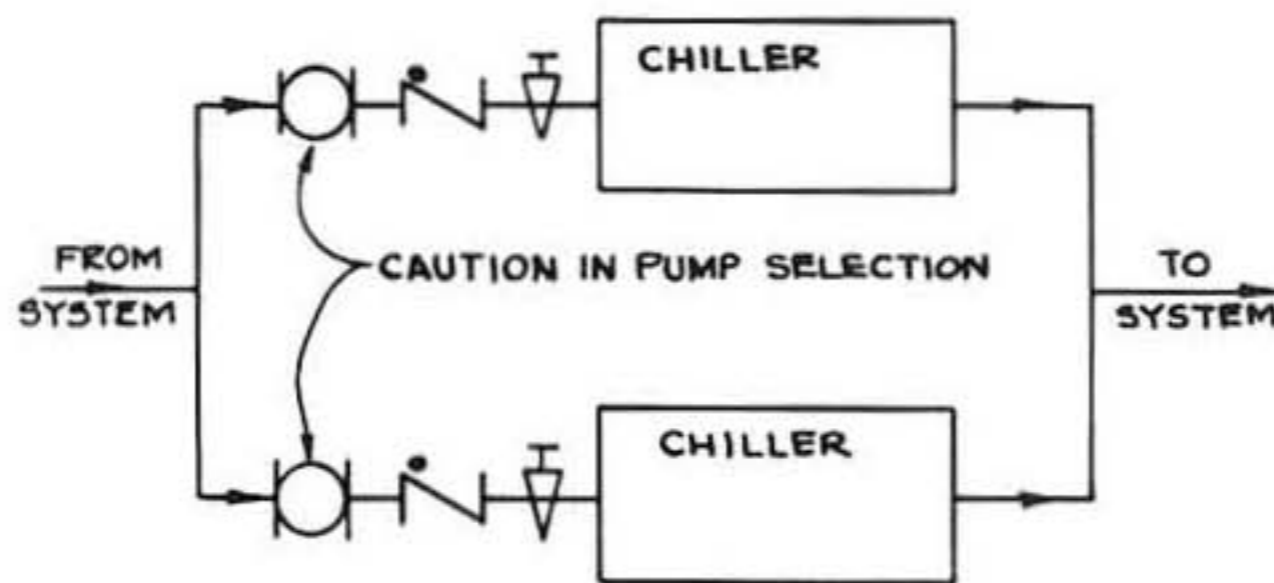 CHILLER
FROM
SYSTEM
CAUTION IN PUMP SELECTION
TO
SYSTEM
CHILLER